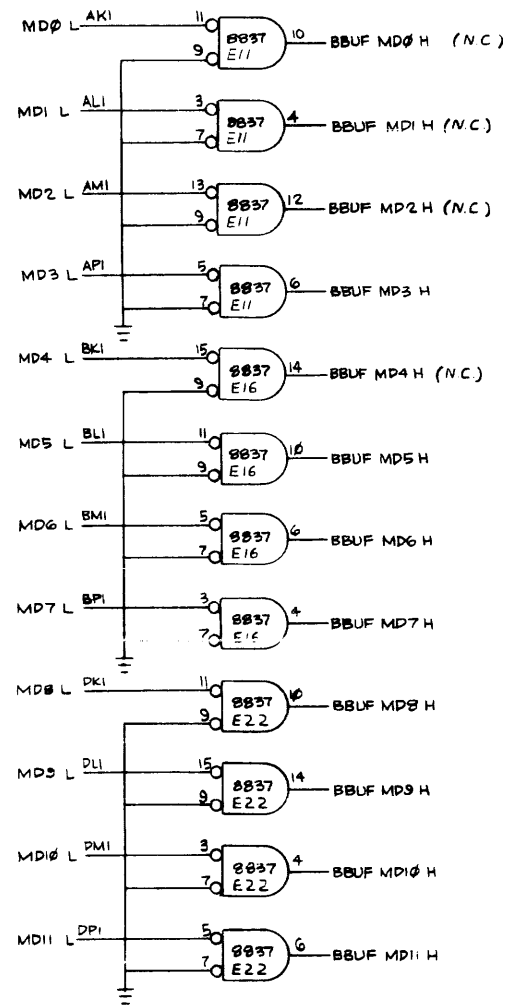 MDØ L AK1 11 9 8837 E11 10 BBUF MDØ H (N.C.)
MD1 L AL1 3 7 8837 E11 4 BBUF MD1 H (N.C.)
MD2 L AM1 13 9 8837 E11 12 BBUF MD2 H (N.C.)
MD3 L AP1 5 7 8837 E11 6 BBUF MD3 H
MD4 L BK1 15 9 8837 E16 14 BBUF MD4 H (N.C.)
MD5 L BL1 11 9 8837 E16 1Ø BBUF MD5 H
MD6 L BM1 5 7 8837 E16 6 BBUF MD6 H
MD7 L BP1 3 7 8837 E16 4 BBUF MD7 H
MD8 L DK1 11 9 8837 E22 1Ø BBUF MD8 H
MD9 L DL1 15 9 8837 E22 14 BBUF MD9 H
MD1Ø L DM1 3 7 8837 E22 4 BBUF MD1Ø H
MD11 L DP1 5 7 8837 E22 6 BBUF MD11 H